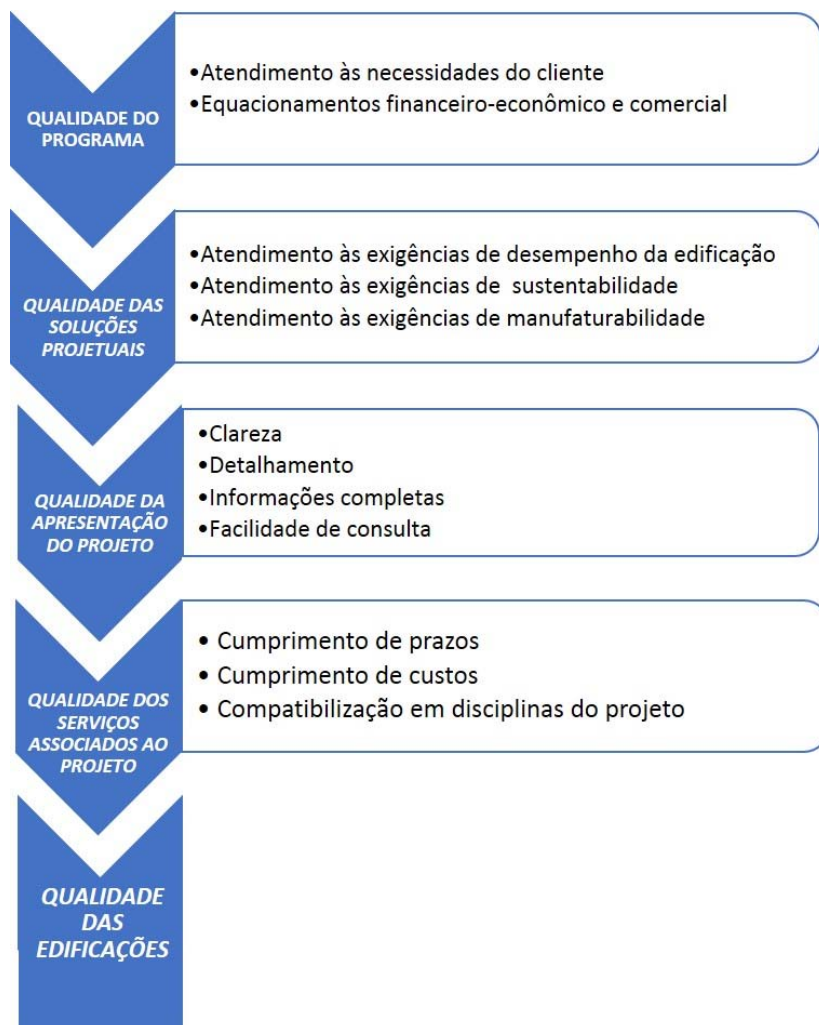 QUALIDADE DO
PROGRAMA
•Atendimento às necessidades do cliente
•Equacionamentos financeiro-econômico e comercial
QUALIDADE DAS
SOLUÇÕES
PROJETUAIS
•Atendimento às exigências de desempenho da edificação
•Atendimento às exigências de sustentabilidade
•Atendimento às exigências de manufaturabilidade
QUALIDADE DA
APRESENTAÇÃO
DO PROJETO
•Clareza
•Detalhamento
•Informações completas
•Facilidade de consulta
QUALIDADE DOS
SERVIÇOS
ASSOCIADOS AO
PROJETO
• Cumprimento de prazos
• Cumprimento de custos
• Compatibilização em disciplinas do projeto
QUALIDADE
DAS
EDIFICAÇÕES